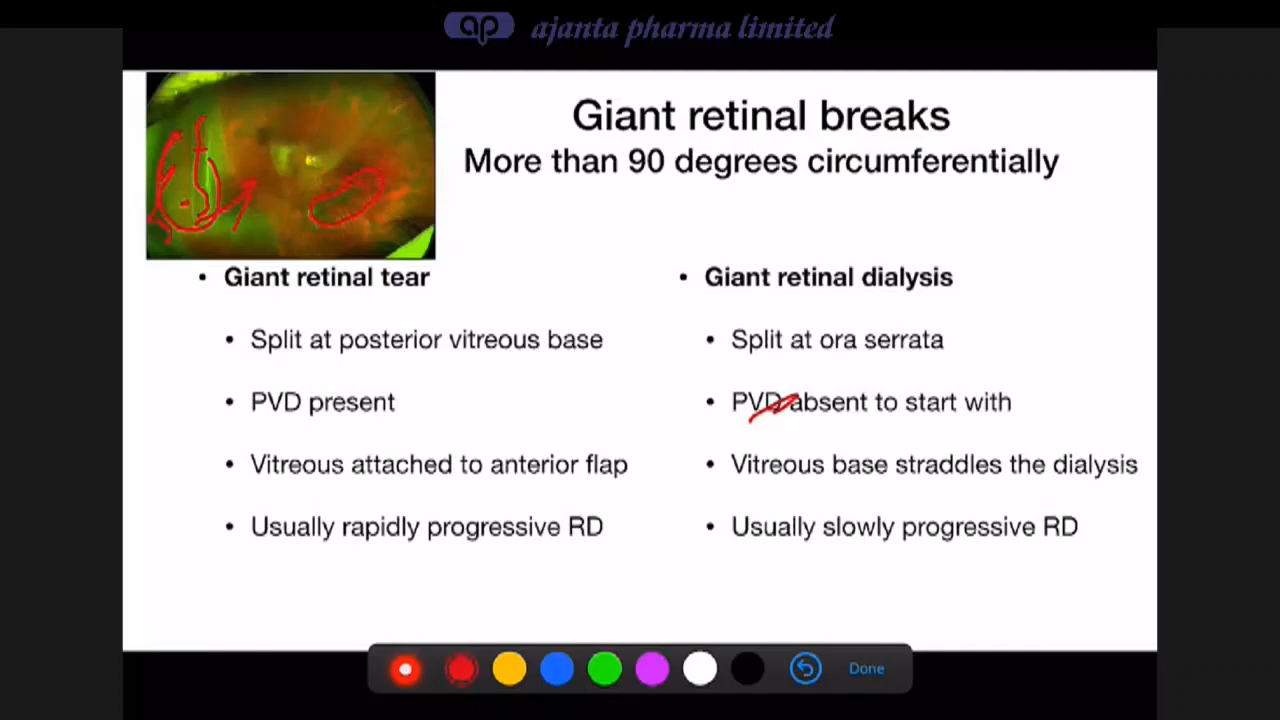 ap ajanta pharma limited
Giant retinal breaks
More than 90 degrees circumferentially
• Giant retinal tear
• Split at posterior vitreous base
• PVD present
• Vitreous attached to anterior flap
• Usually rapidly progressive RD
• Giant retinal dialysis
• Split at ora serrata
• PVD absent to start with
• Vitreous base straddles the dialysis
• Usually slowly progressive RD
Done